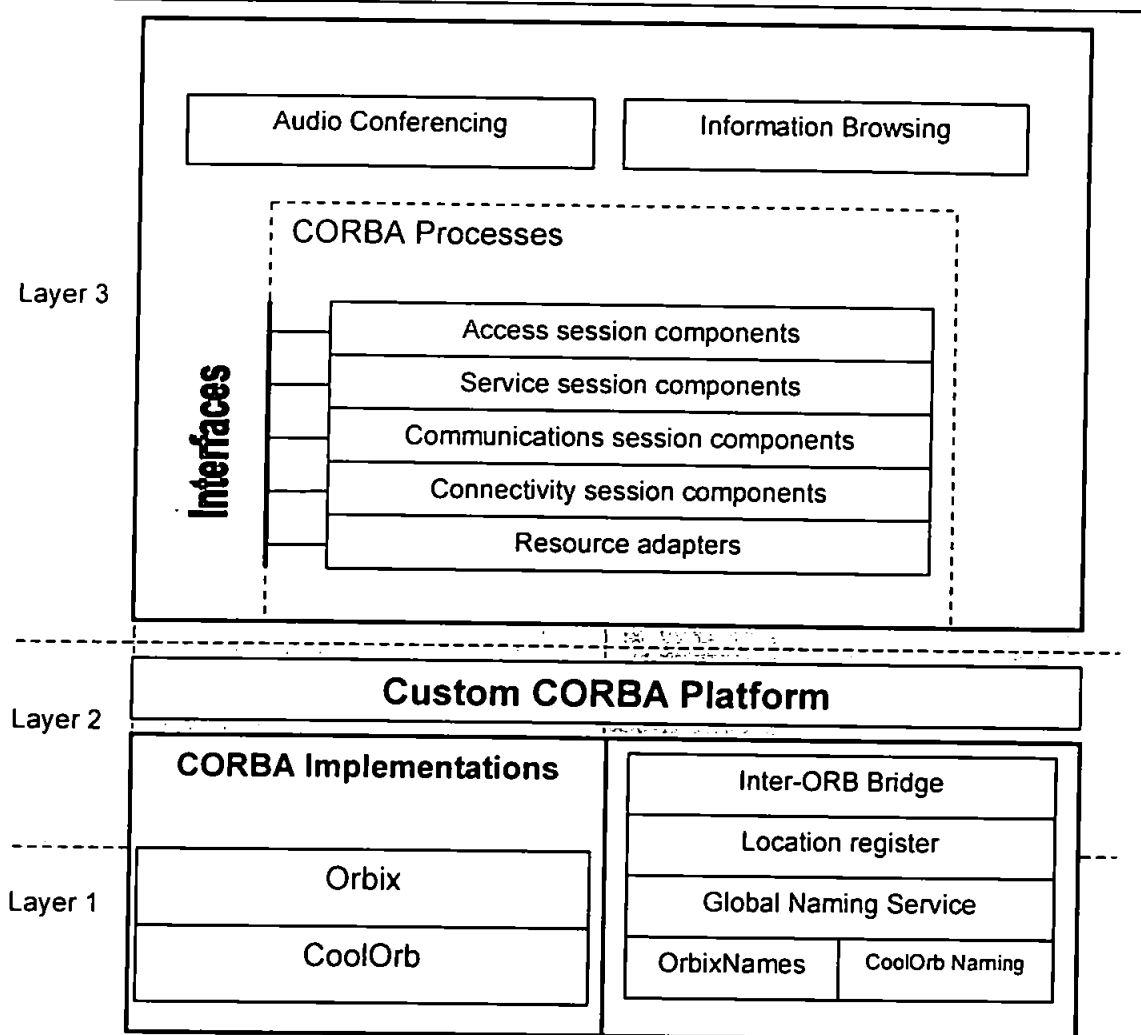 Audio Conferencing
Information Browsing
CORBA Processes
Layer 3
Interfaces
Access session components
Service session components
Communications session components
Connectivity session components
Resource adapters
Custom CORBA Platform
Layer 2
CORBA Implementations
Inter-ORB Bridge
Location register
Layer 1
Orbix
Global Naming Service
CoolOrb
OrbixNames
CoolOrb Naming